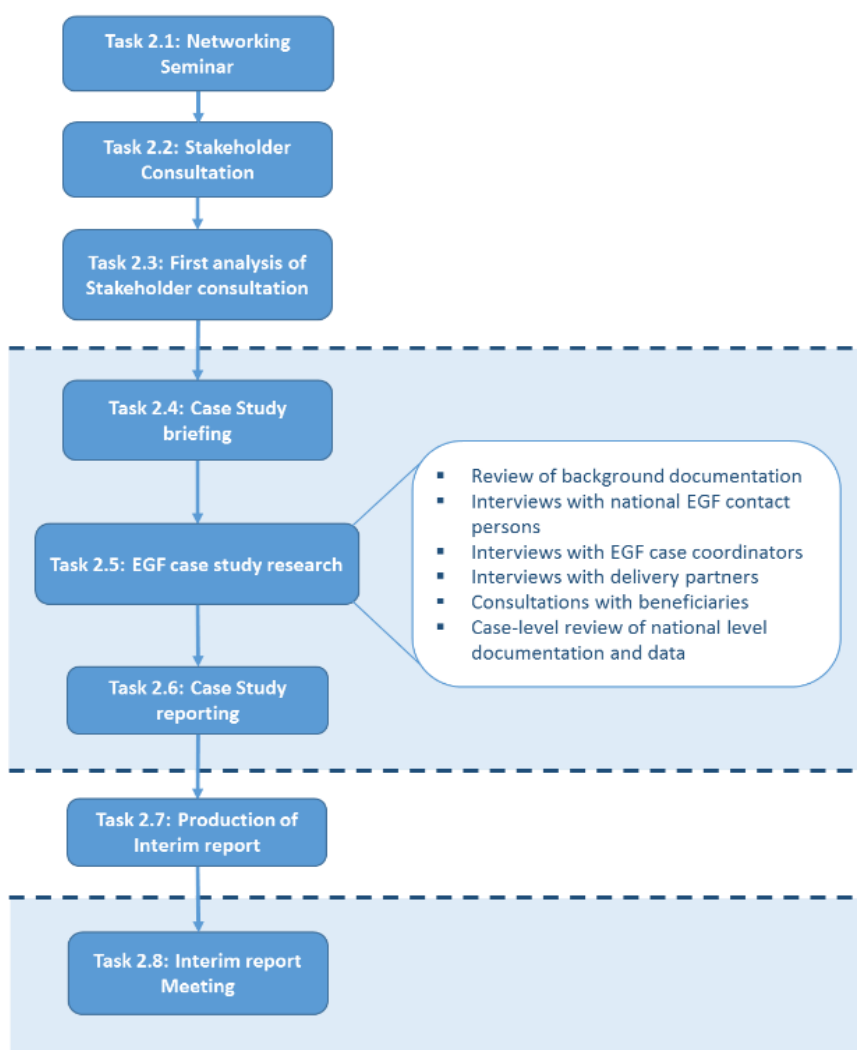 Task 2.1: Networking
Seminar
Task 2.2: Stakeholder
Consultation
Task 2.3: First analysis of
Stakeholder consultation
Task 2.4: Case Study
briefing
Task 2.5: EGF case study research
▪ Review of background documentation
▪ Interviews with national EGF contact
persons
▪ Interviews with EGF case coordinators
▪ Interviews with delivery partners
▪ Consultations with beneficiaries
▪ Case-level review of national level
documentation and data
Task 2.6: Case Study
reporting
Task 2.7: Production of
Interim report
Task 2.8: Interim report
Meeting